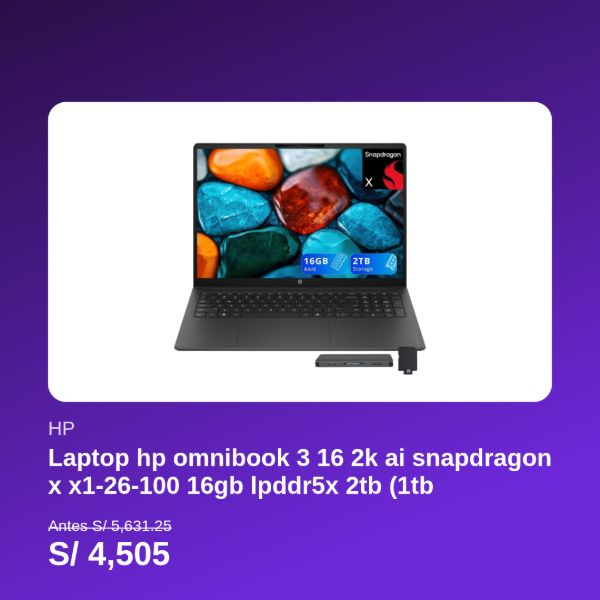 Snapdragon
X
16GB
RAM
2TB
Storage
hp
HP
Laptop hp omnibook 3 16 2k ai snapdragon
x x1-26-100 16gb lpddr5x 2tb (1tb
Antes S/ 5,631.25
S/ 4,505